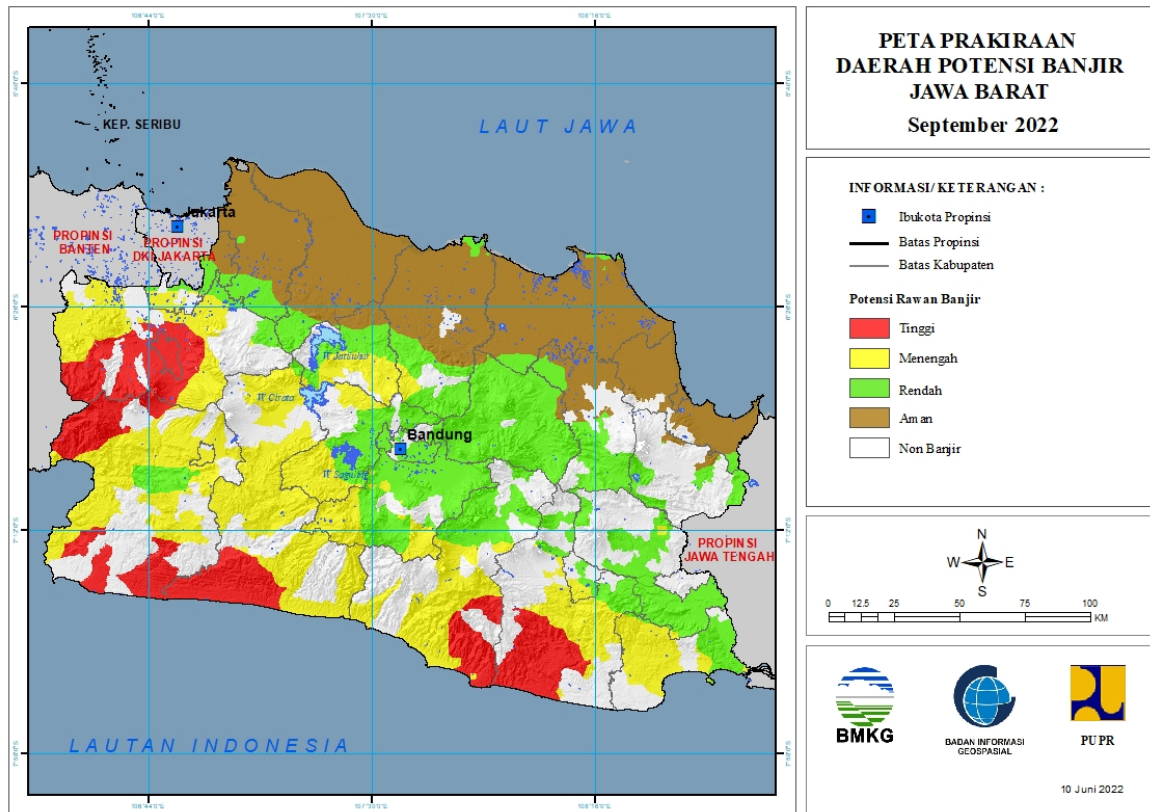 PETA PRAKIRAAN
DAERAH POTENSI BANJIR
JAWA BARAT
September 2022
INFORMASI/ KETERANGAN :
Ibukota Propinsi
Batas Propinsi
Batas Kabupaten
Potensi Rawan Banjir
Tinggi
Menengah
Rendah
Aman
Non Banjir
N
W E
S
0 12.5 25 50 75 100
KM
BMKG
BADAN INFORMASI
GEOSPASIAL
PUPR
10 Juni 2022
KEP. SERIBU
LAUT JAWA
Jakarta
PROPINSI
BANTEN
PROPINSI
DKI JAKARTA
W Jatiluhur
W Cirata
Bandung
W Saguling
PROPINSI
JAWA TENGAH
LAUTAN INDONESIA